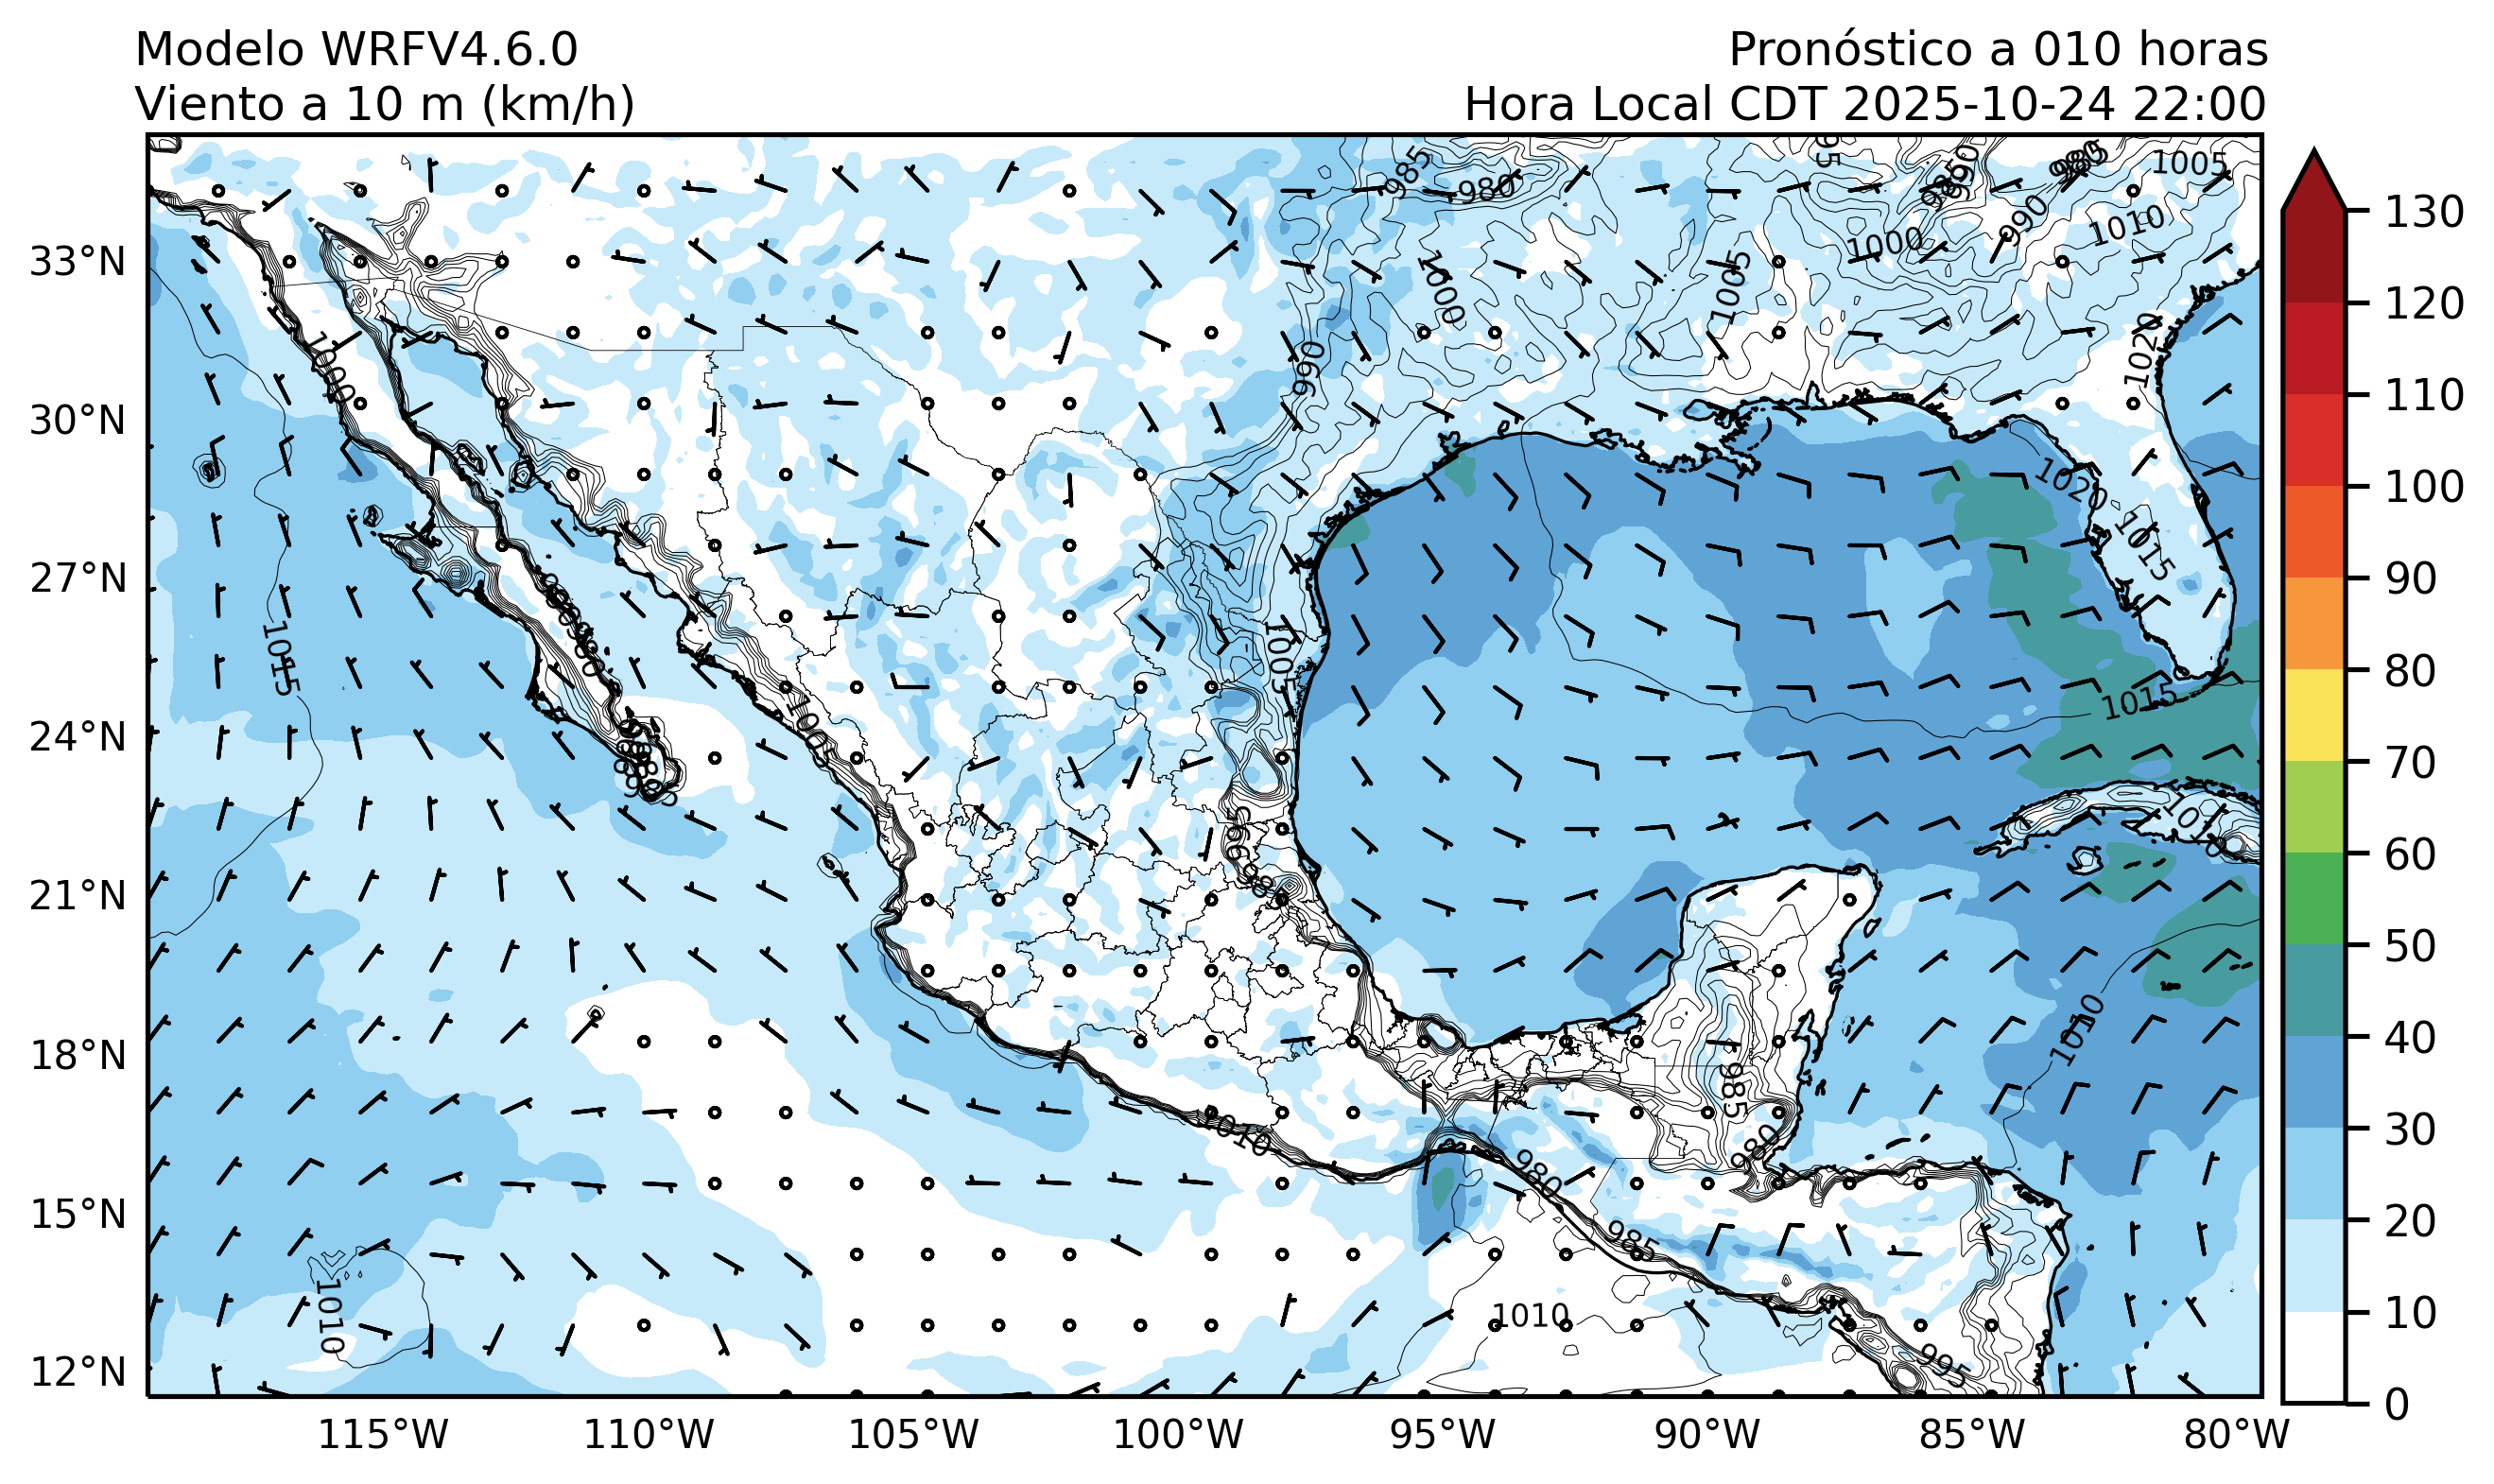 Modelo WRFV4.6.0
Pronóstico a 010 horas
Viento a 10 m (km/h)
Hora Local CDT 2025-10-24 22:00
33°N
30°N
27°N
24°N
21°N
18°N
15°N
12°N
115°W
110°W
105°W
100°W
95°W
90°W
85°W
80°W
130
120
110
100
90
80
70
60
50
40
30
20
10
0
985
980
985
1005
990
1010
1000
1000
1005
1020
990
1000
1020
1015
1015
1005
1015
1005
1010
985
1010
980
980
985
1010
1010
995